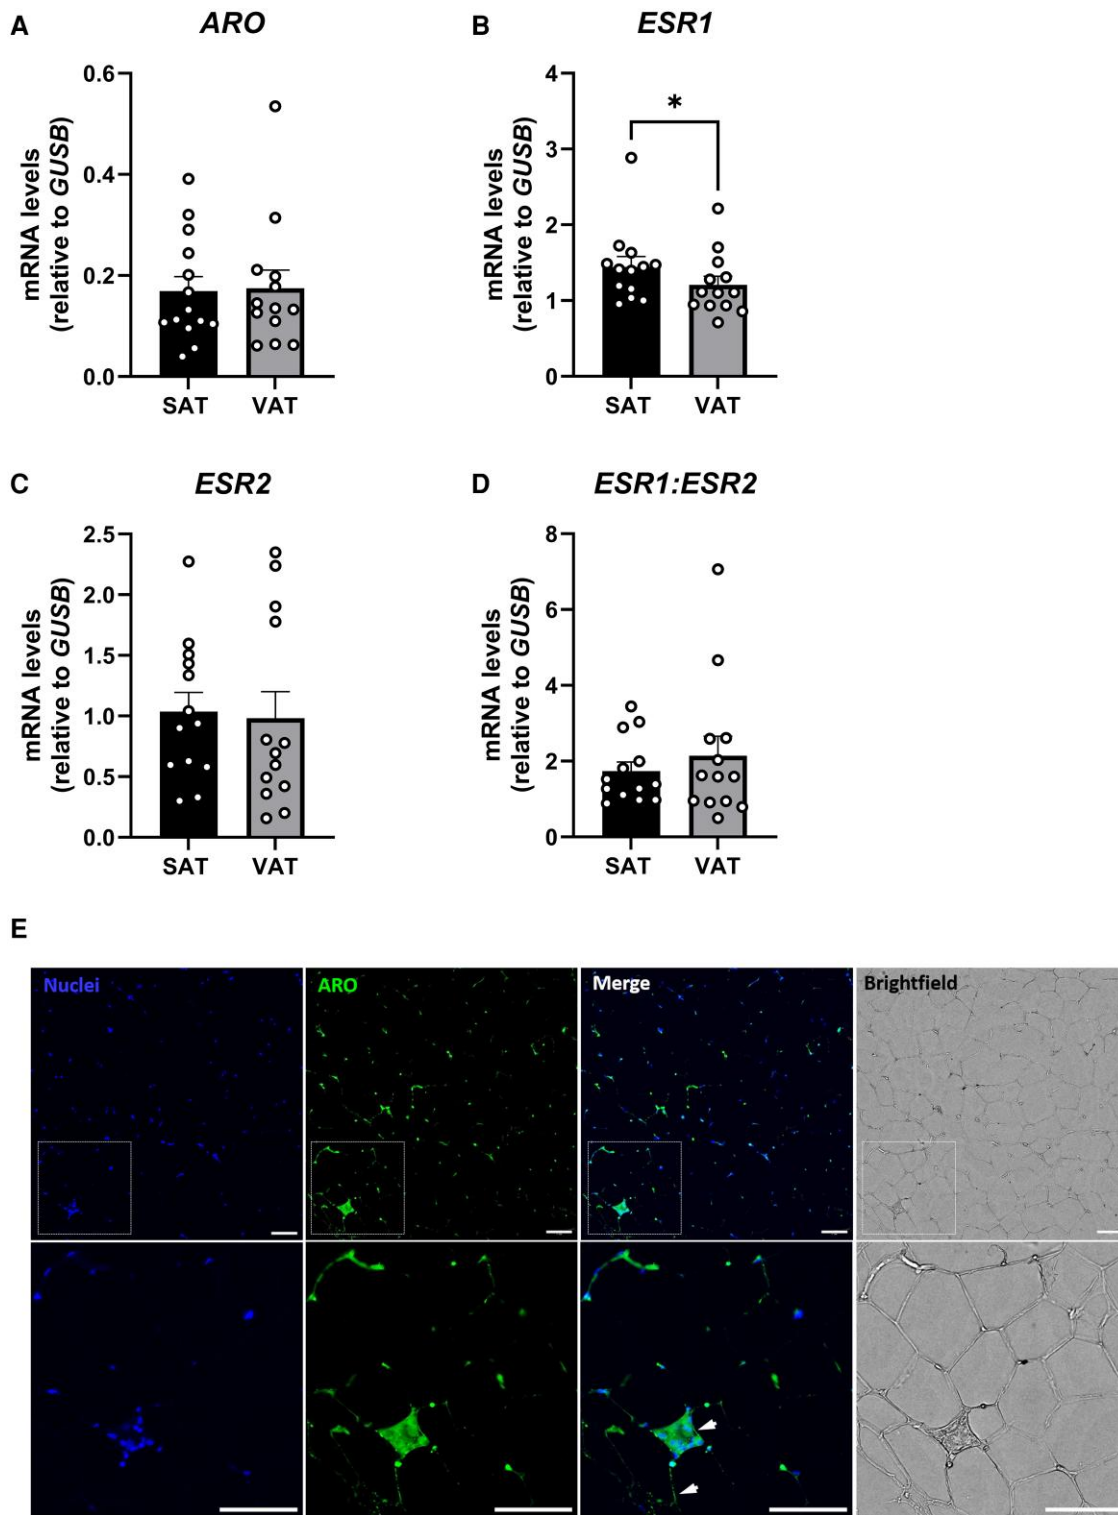 A
ARO
mRNA levels
(relative to GUSB)
0.6
0.4
0.2
0.0
SAT VAT
B
ESR1
mRNA levels
(relative to GUSB)
4
3
2
1
0
*
SAT VAT
C
ESR2
mRNA levels
(relative to GUSB)
2.5
2.0
1.5
1.0
0.5
0.0
SAT VAT
D
ESR1:ESR2
mRNA levels
(relative to GUSB)
8
6
4
2
0
SAT VAT
E
Nuclei
ARO
Merge
Brightfield